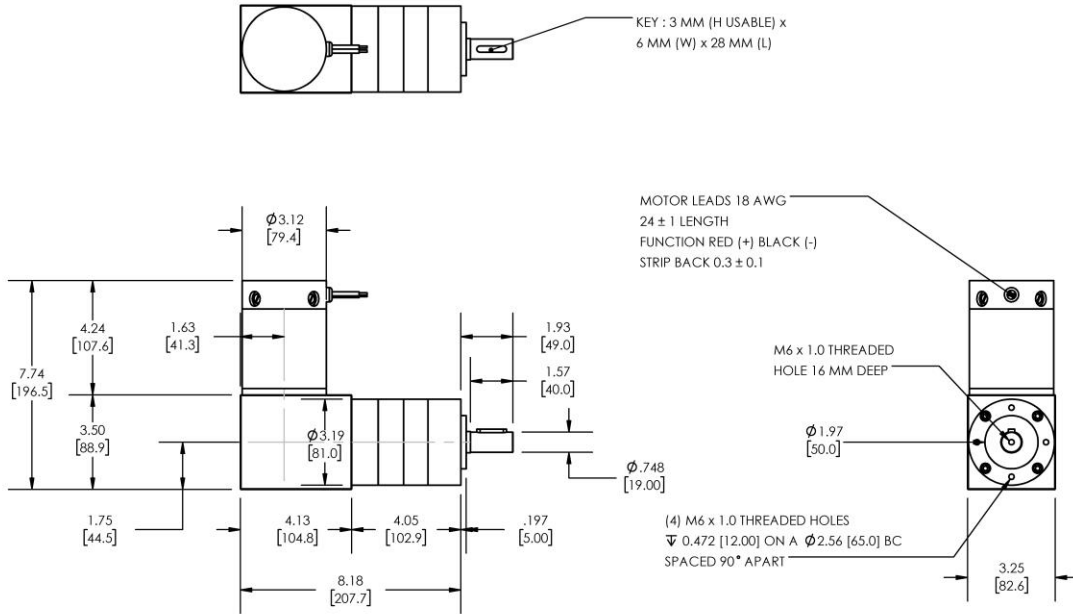 KEY : 3 MM (H USABLE) x
6 MM (W) x 28 MM (L)
MOTOR LEADS 18 AWG
24 ± 1 LENGTH
FUNCTION RED (+) BLACK (-)
STRIP BACK 0.3 ± 0.1
Ø3.12
[79.4]
4.24
[107.6]
1.63
[41.3]
1.93
[49.0]
7.74
[196.5]
1.57
[40.0]
M6 x 1.0 THREADED
HOLE 16 MM DEEP
3.50
[88.9]
Ø3.19
[81.0]
Ø1.97
[50.0]
Ø.748
[19.00]
1.75
[44.5]
4.13
[104.8]
4.05
[102.9]
.197
[5.00]
(4) M6 x 1.0 THREADED HOLES
↧ 0.472 [12.00] ON A Ø2.56 [65.0] BC
SPACED 90° APART
8.18
[207.7]
3.25
[82.6]